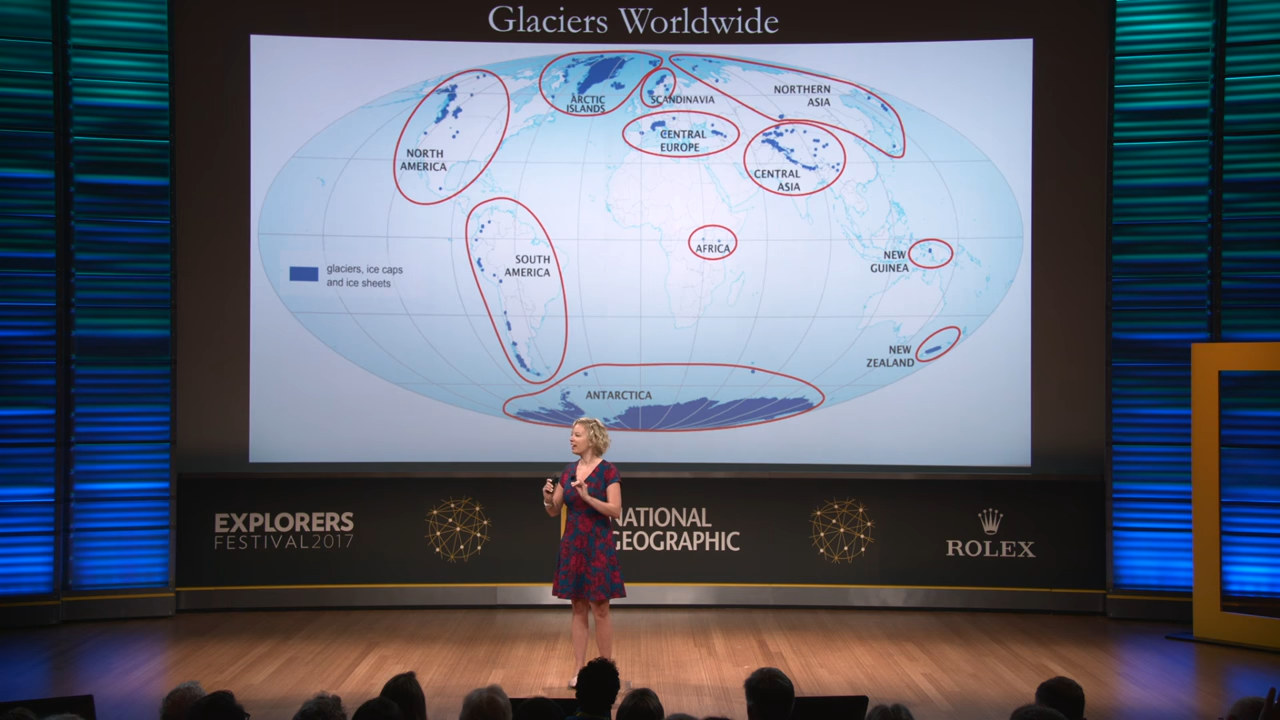 Glaciers Worldwide
ARCTIC
ISLANDS
SCANDINAVIA
NORTHERN
ASIA
CENTRAL
EUROPE
NORTH
AMERICA
CENTRAL
ASIA
AFRICA
SOUTH
AMERICA
NEW
GUINEA
glaciers, ice caps
and ice sheets
NEW
ZEALAND
ANTARCTICA
EXPLORERS
FESTIVAL2017
NATIONAL
GEOGRAPHIC
ROLEX